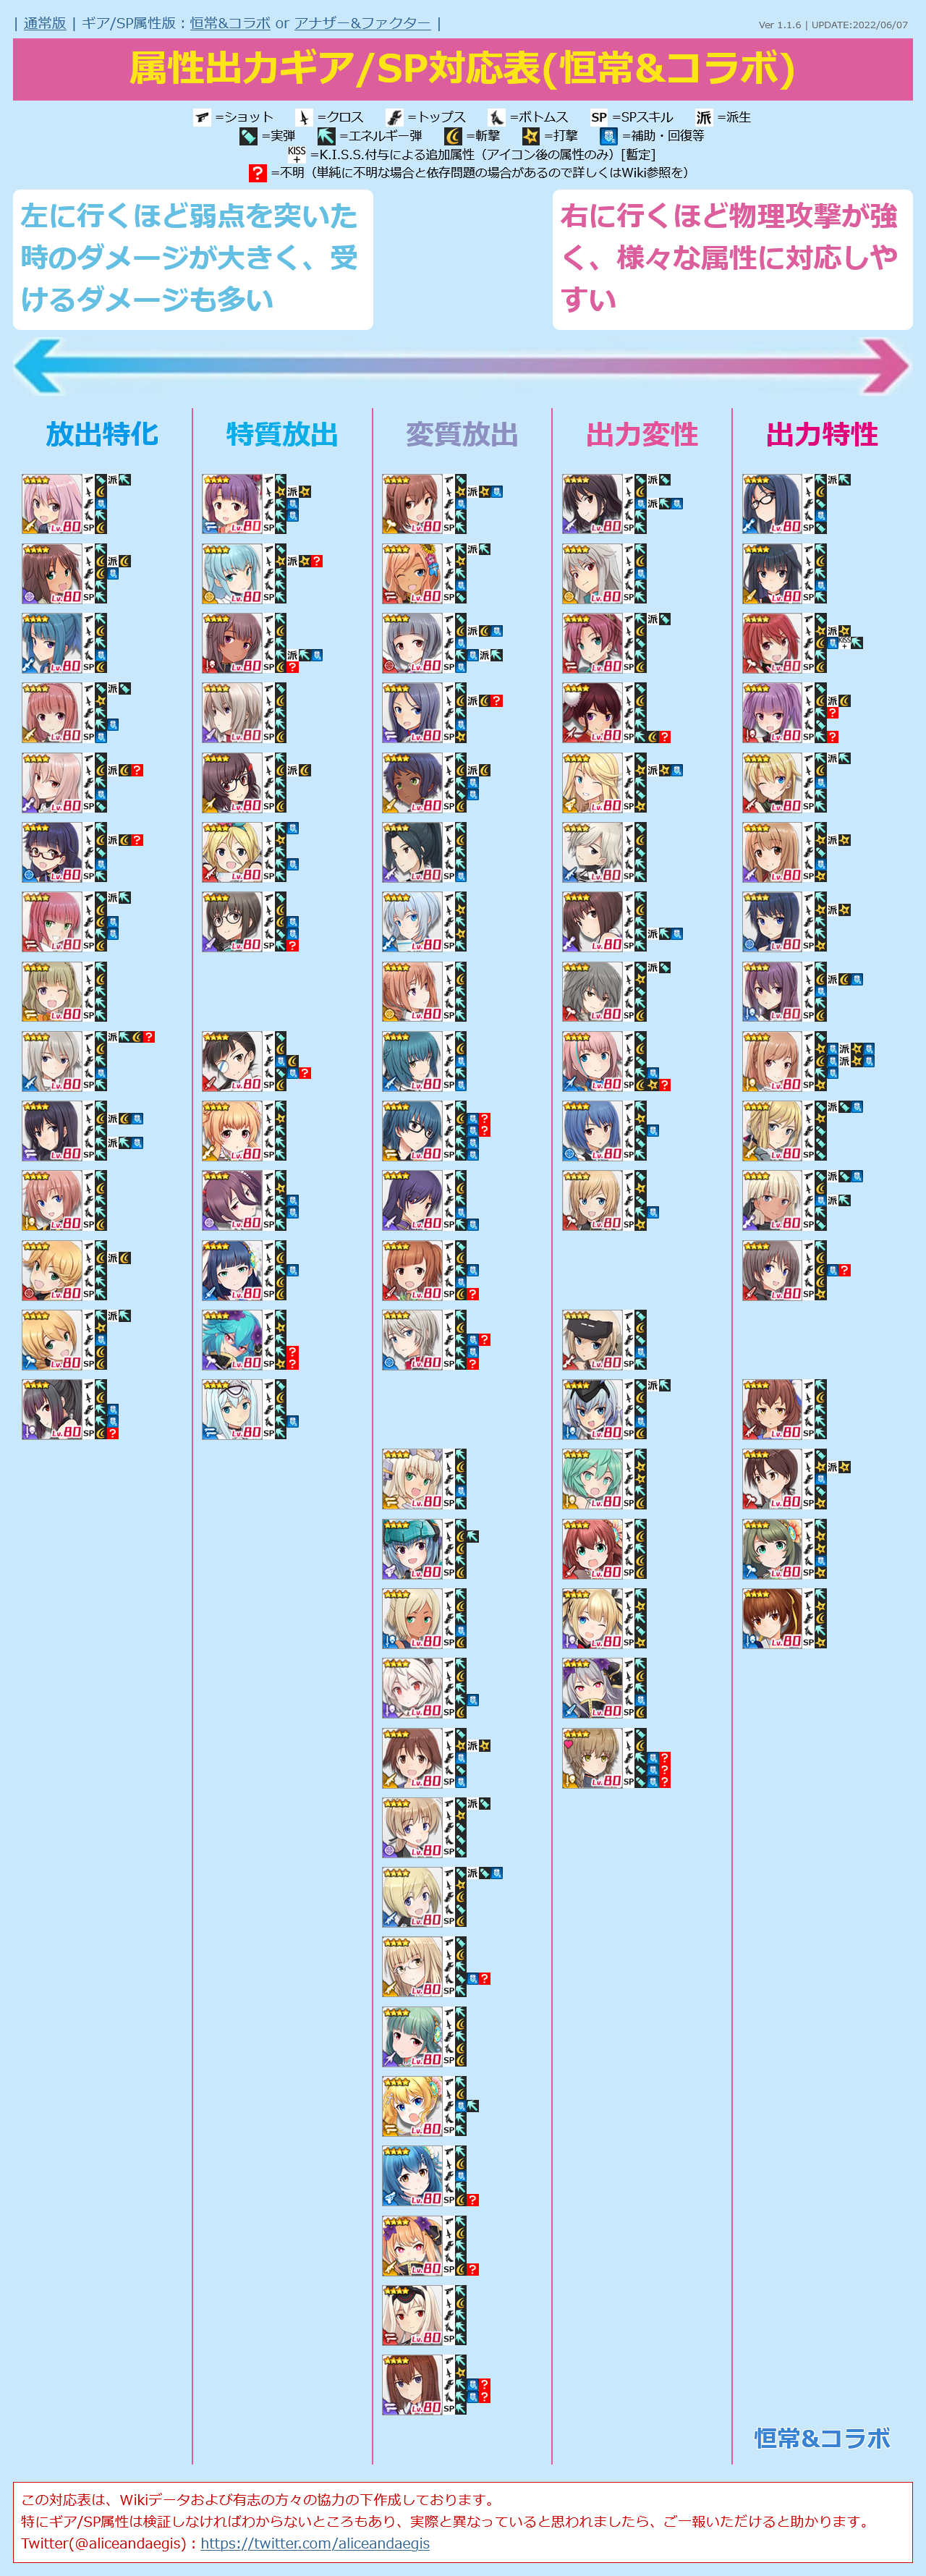 | 通常版 | ギア/SP属性版：恒常&コラボ or アナザー&ファクター |
Ver 1.1.6 | UPDATE:2022/06/07
属性出力ギア/SP対応表(恒常&コラボ)
=ショット =クロス =トップス =ボトムス SP =SPスキル 派 =派生
=実弾 =エネルギー弾 =斬撃 =打撃 =補助・回復等
KISS+ =K.I.S.S.付与による追加属性（アイコン後の属性のみ）[暫定]
? =不明（単純に不明な場合と依存問題の場合があるので詳しくはWiki参照を）
左に行くほど弱点を突いた
時のダメージが大きく、受
けるダメージも多い
右に行くほど物理攻撃が強
く、様々な属性に対応しや
すい
放出特化 特質放出 変質放出 出力変性 出力特性
恒常&コラボ
この対応表は、Wikiデータおよび有志の方々の協力の下作成しております。
特にギア/SP属性は検証しなければわからないところもあり、実際と異なっていると思われましたら、ご一報いただけると助かります。
Twitter(@aliceandaegis)：https://twitter.com/aliceandaegis